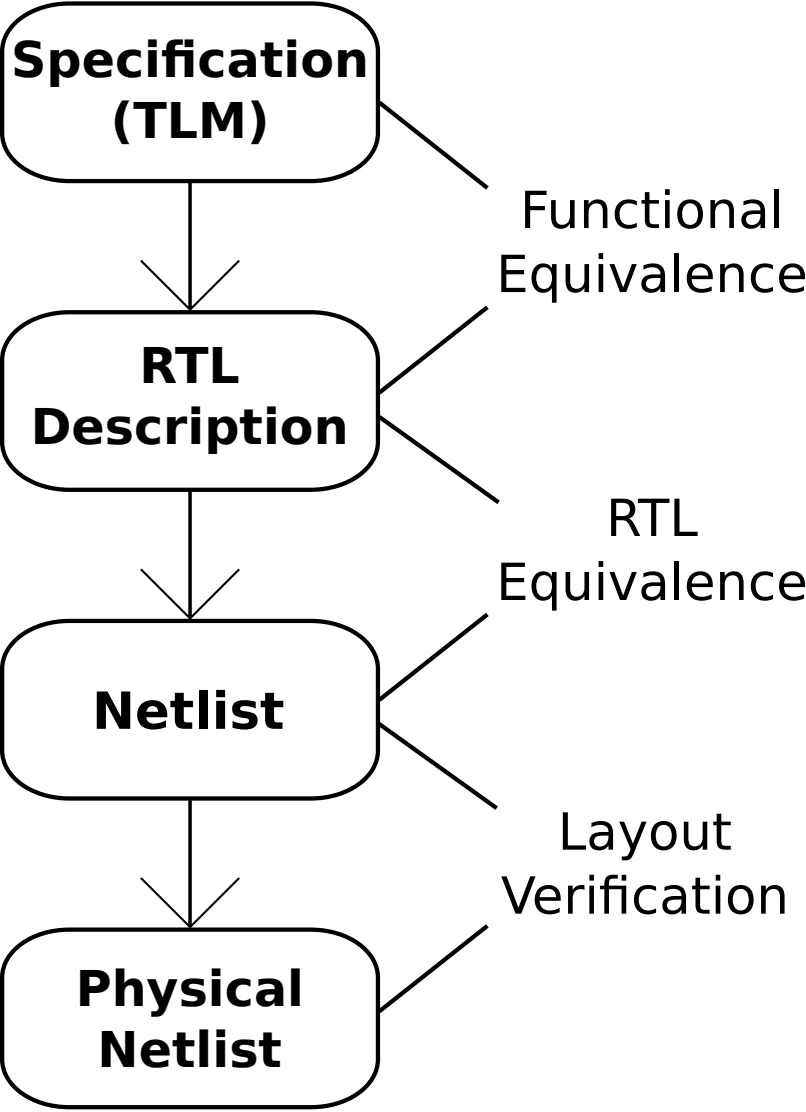 Specification
(TLM)
Functional
Equivalence
RTL
Description
RTL
Equivalence
Netlist
Layout
Verification
Physical
Netlist